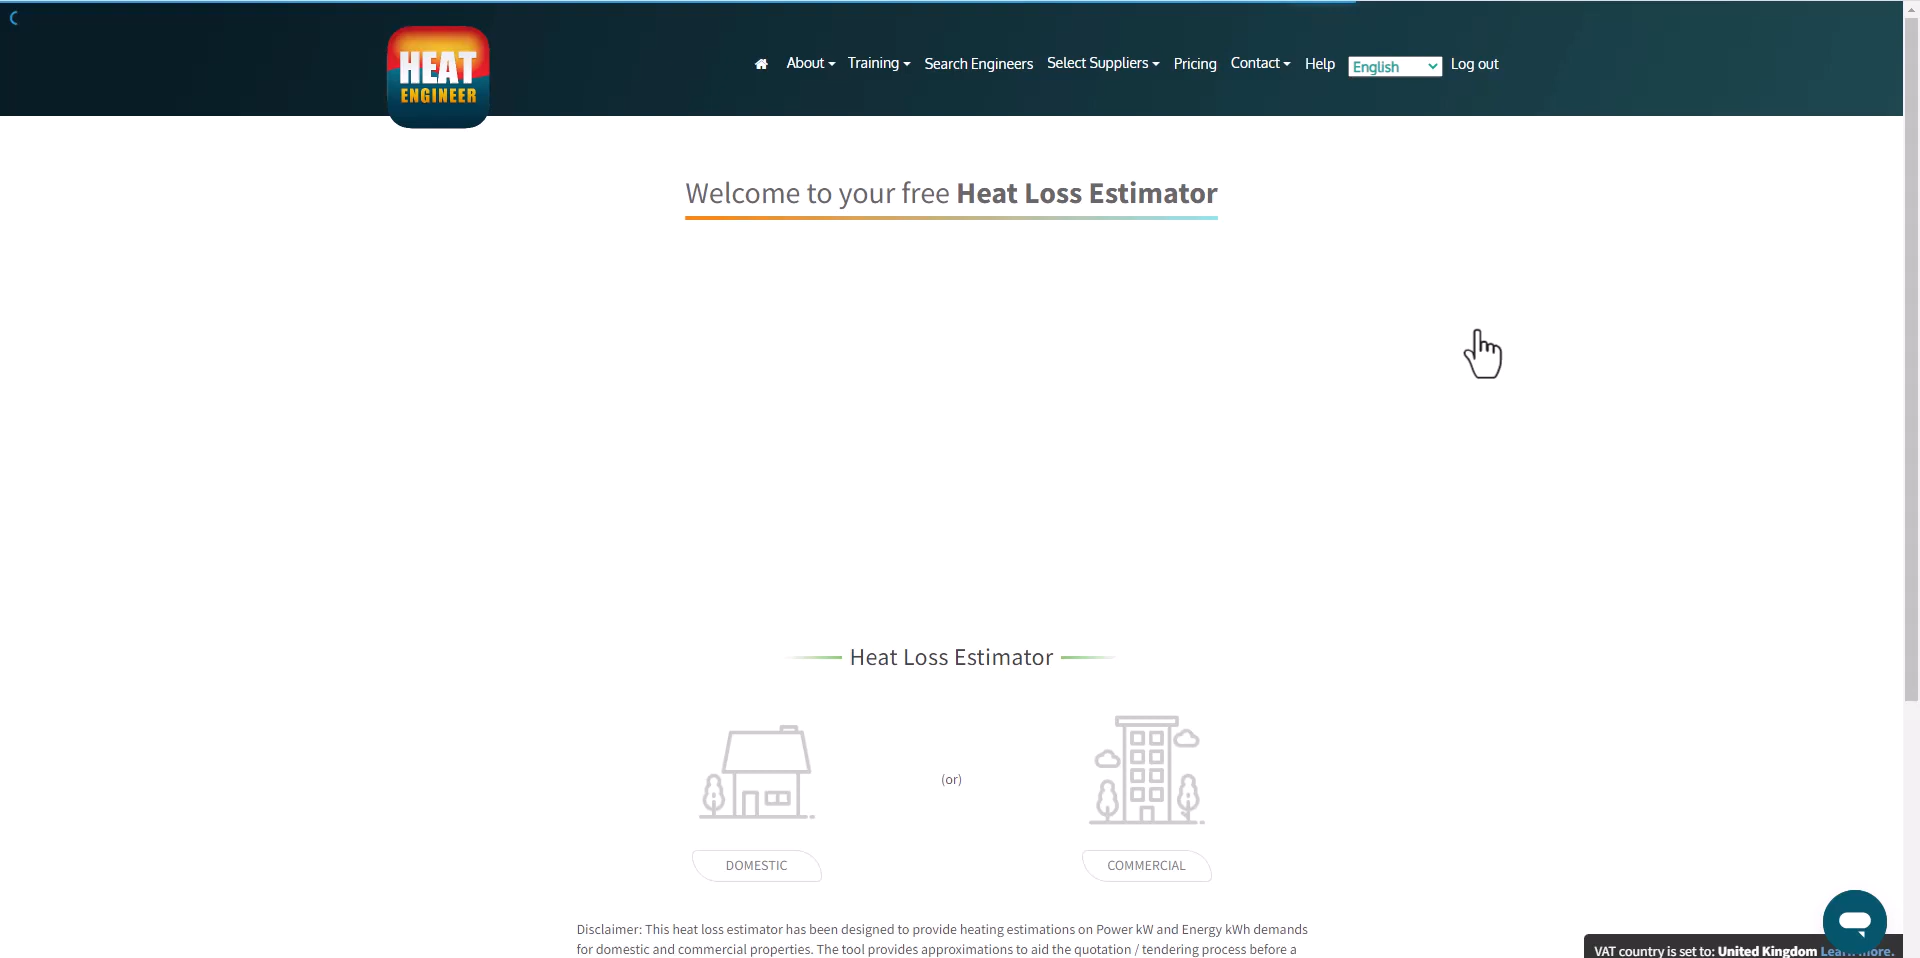 HEAT
ENGINEER
About
Training
Search Engineers
Select Suppliers
Pricing
Contact
Help
English
Log out
Welcome to your free Heat Loss Estimator
Heat Loss Estimator
(or)
DOMESTIC
COMMERCIAL
Disclaimer: This heat loss estimator has been designed to provide heating estimations on Power kW and Energy kWh demands
for domestic and commercial properties. The tool provides approximations to aid the quotation / tendering process before a
VAT country is set to: United Kingdom